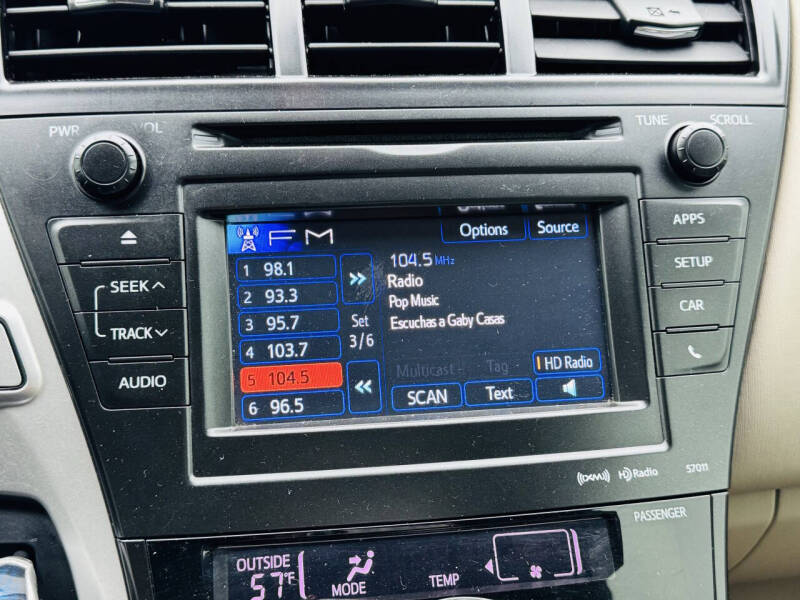 PWR VOL
TUNE SCROLL
SEEK
TRACK
AUDIO
FM
Options
Source
1 98.1
2 93.3
3 95.7
4 103.7
5 104.5
6 96.5
Set
3/6
104.5 MHz
Radio
Pop Music
Escuchas a Gaby Casas
Multicast
Tag
HD Radio
SCAN
Text
APPS
SETUP
CAR
((XM))
HD Radio
57011
PASSENGER
OUTSIDE
57°F
MODE
TEMP